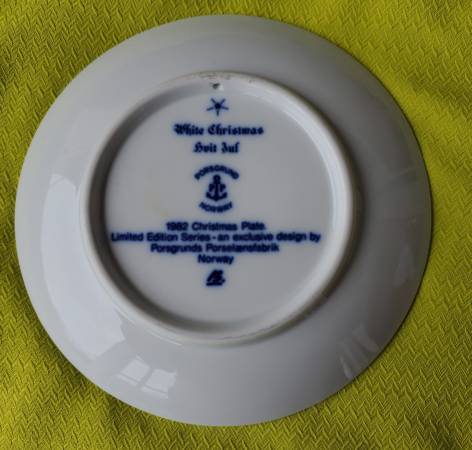 White Christmas
Hvit Jul
PORSGRUND
NORWAY
1982 Christmas Plate.
Limited Edition Series - an exclusive design by
Porsgrunds Porselænsfabrik
Norway